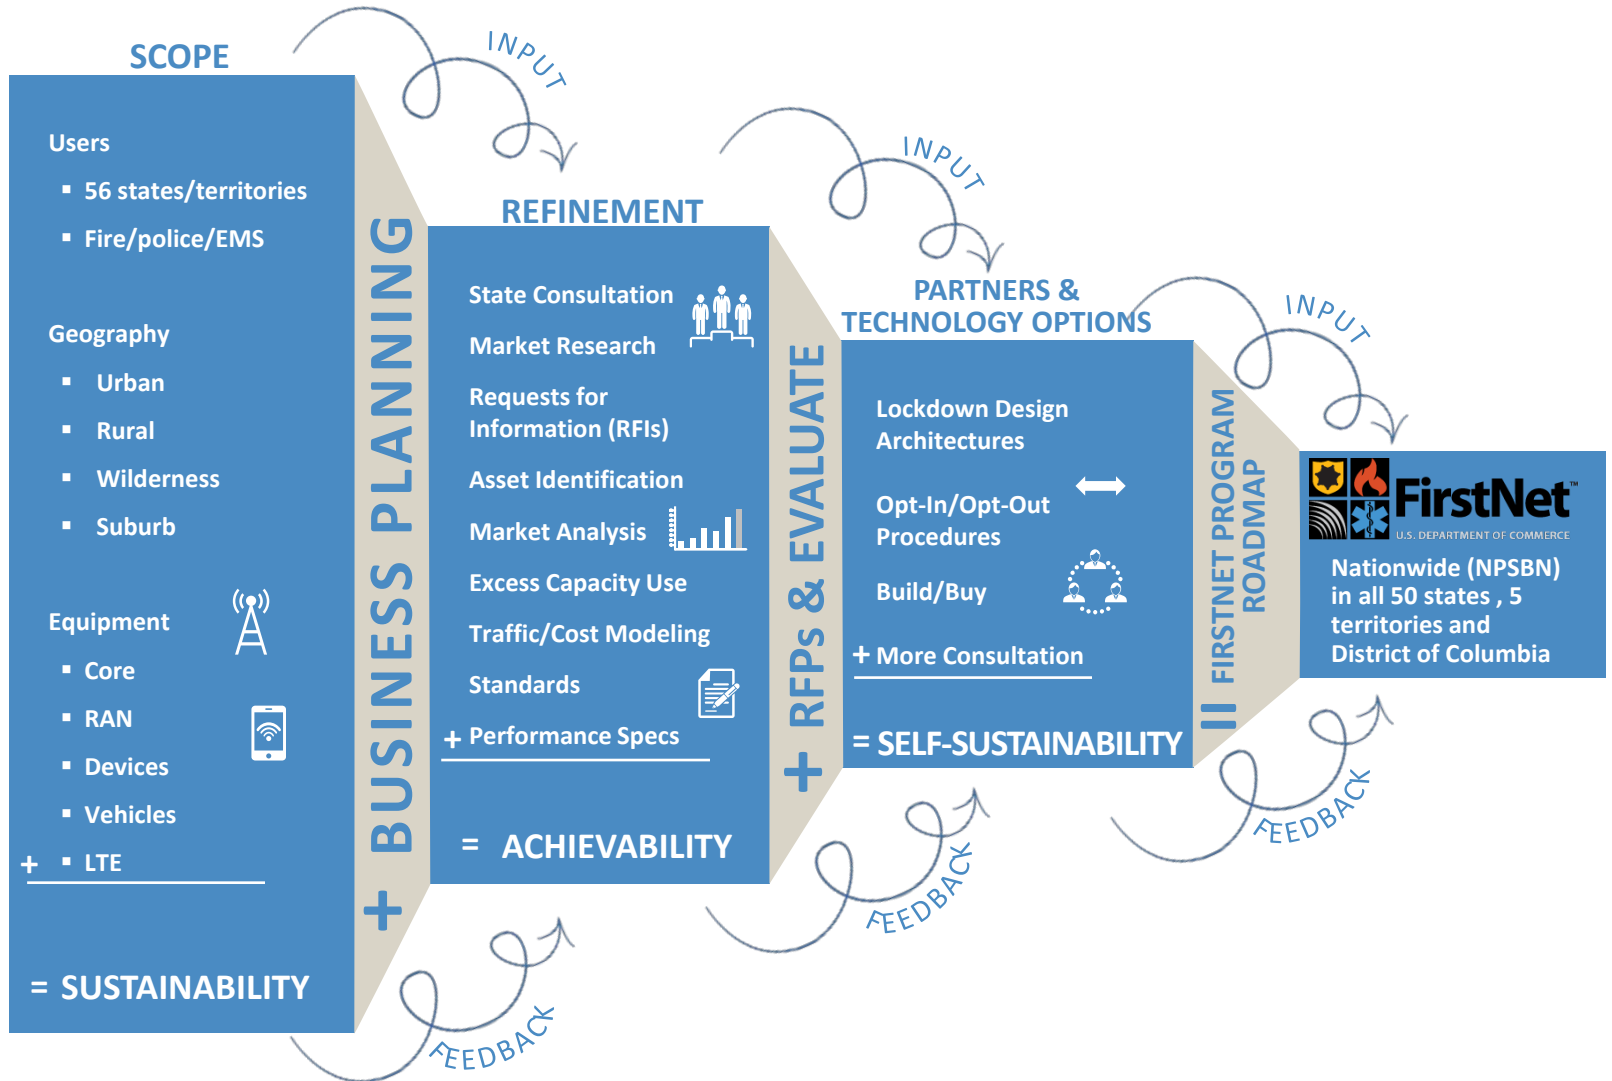 SCOPE
Users
▪ 56 states/territories
▪ Fire/police/EMS
Geography
▪ Urban
▪ Rural
▪ Wilderness
▪ Suburb
Equipment
▪ Core
▪ RAN
▪ Devices
▪ Vehicles
+ ▪ LTE
= SUSTAINABILITY
+ BUSINESS PLANNING
INPUT
FEEDBACK
REFINEMENT
State Consultation
Market Research
Requests for
Information (RFIs)
Asset Identification
Market Analysis
Excess Capacity Use
Traffic/Cost Modeling
Standards
+ Performance Specs
= ACHIEVABILITY
+ RFPs & EVALUATE
INPUT
FEEDBACK
PARTNERS &
TECHNOLOGY OPTIONS
Lockdown Design
Architectures
Opt-In/Opt-Out
Procedures
Build/Buy
+ More Consultation
= SELF-SUSTAINABILITY
= FIRSTNET PROGRAM
ROADMAP
INPUT
FEEDBACK
FirstNet™
U.S. DEPARTMENT OF COMMERCE
Nationwide (NPSBN)
in all 50 states , 5
territories and
District of Columbia